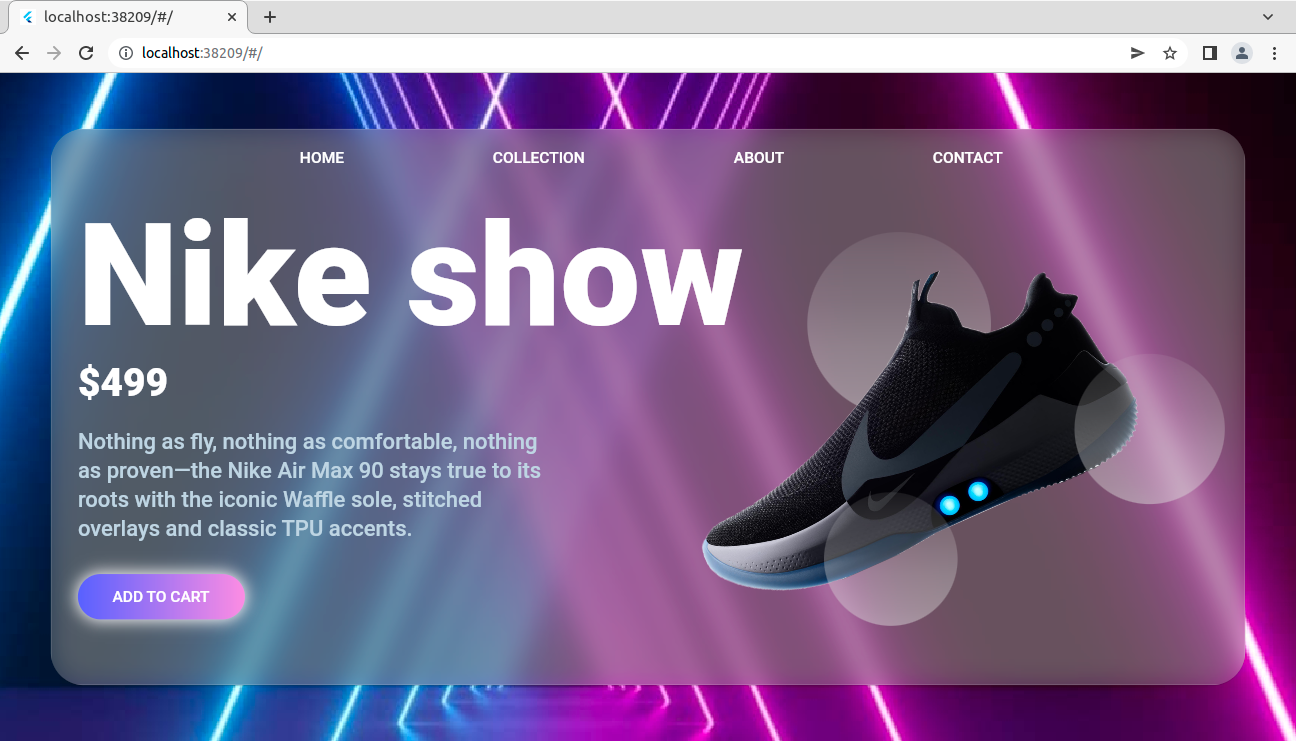 localhost:38209/#/
localhost:38209/#/
HOME COLLECTION ABOUT CONTACT
Nike show
$499
Nothing as fly, nothing as comfortable, nothing
as proven—the Nike Air Max 90 stays true to its
roots with the iconic Waffle sole, stitched
overlays and classic TPU accents.
ADD TO CART